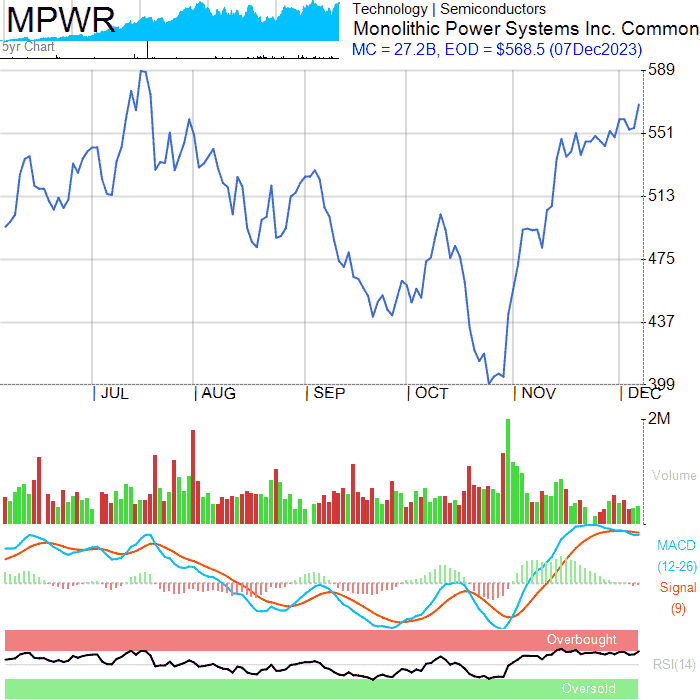 MPWR
5yr Chart
Technology | Semiconductors
Monolithic Power Systems Inc. Common
MC = 27.2B, EOD = $568.5 (07Dec2023)
589
551
513
475
437
399
JUL AUG SEP OCT NOV DEC
2M
Volume
MACD
(12-26)
Signal
(9)
Overbought
RSI(14)
Oversold